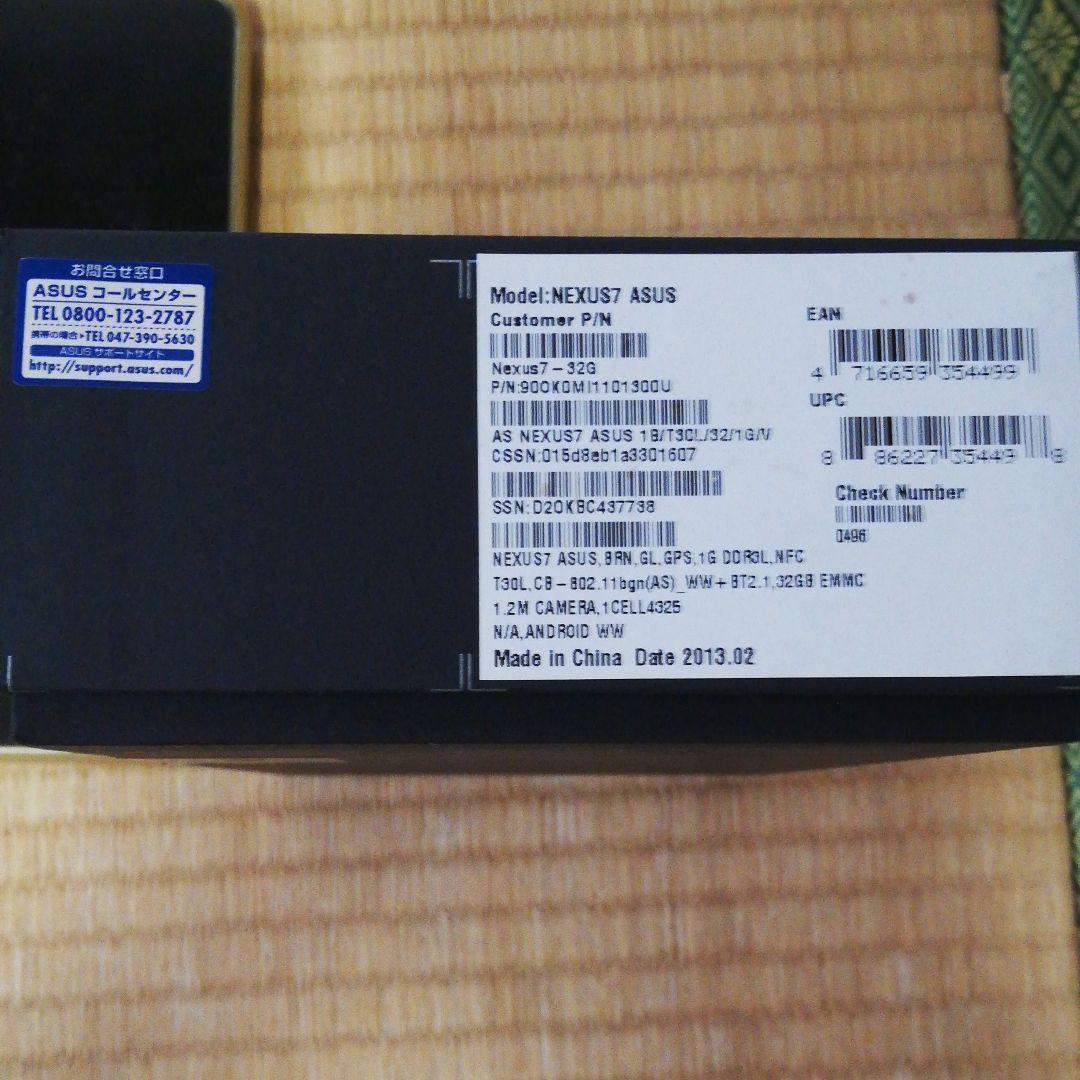 お問合せ窓口
ASUS コールセンター
TEL 0800-123-2787
携帯の場合▸TEL 047-390-5630
ASUS サポートサイト
http://support.asus.com/
Model:NEXUS7 ASUS
Customer P/N
Nexus7-32G
P/N:90OK0MI1101300U
AS NEXUS7 ASUS 1B/T30L/32/1G/V
CSSN:015d8eb1a3301607
SSN:D2OKBC437738
NEXUS7 ASUS,BRN,GL,GPS,1G DDR3L,NFC
T30L,CB-802.11bgn(AS)_WW+BT2.1,32GB EMMC
1.2M CAMERA,1CELL4325
N/A,ANDROID WW
Made in China Date 2013.02
EAN
4 716659 354499
UPC
8 86227 35449 8
Check Number
0496